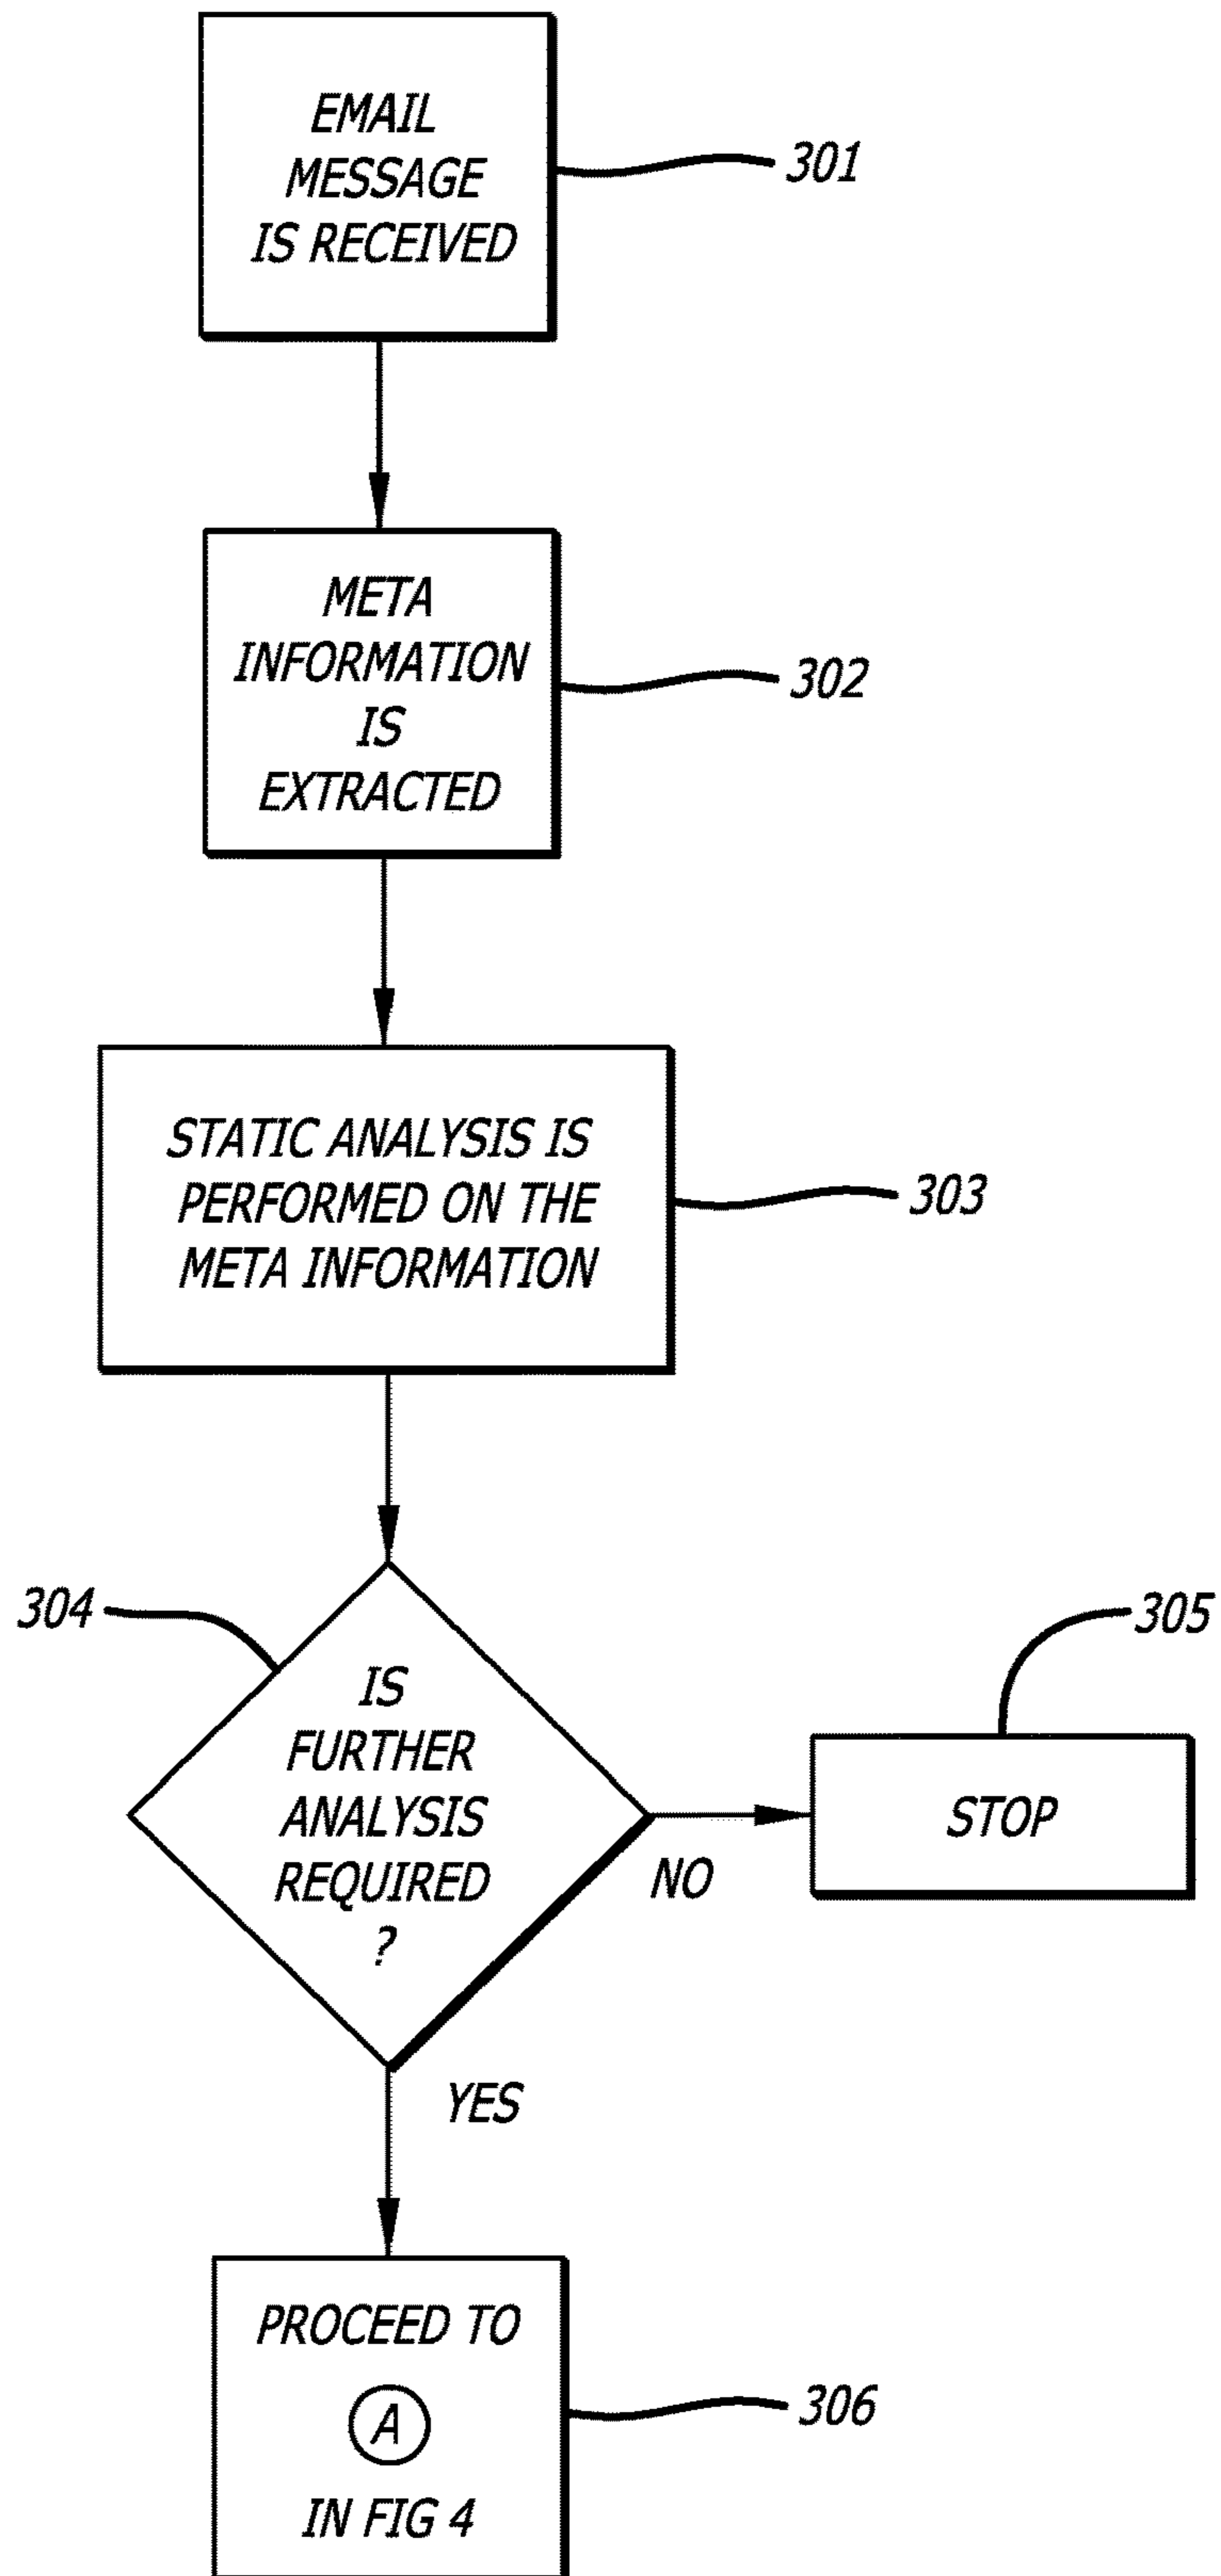 EMAIL
MESSAGE
IS RECEIVED
301
META
INFORMATION
IS
EXTRACTED
302
STATIC ANALYSIS IS
PERFORMED ON THE
META INFORMATION
303
304
IS
FURTHER
ANALYSIS
REQUIRED
?
NO
305
STOP
YES
PROCEED TO
A
IN FIG 4
306